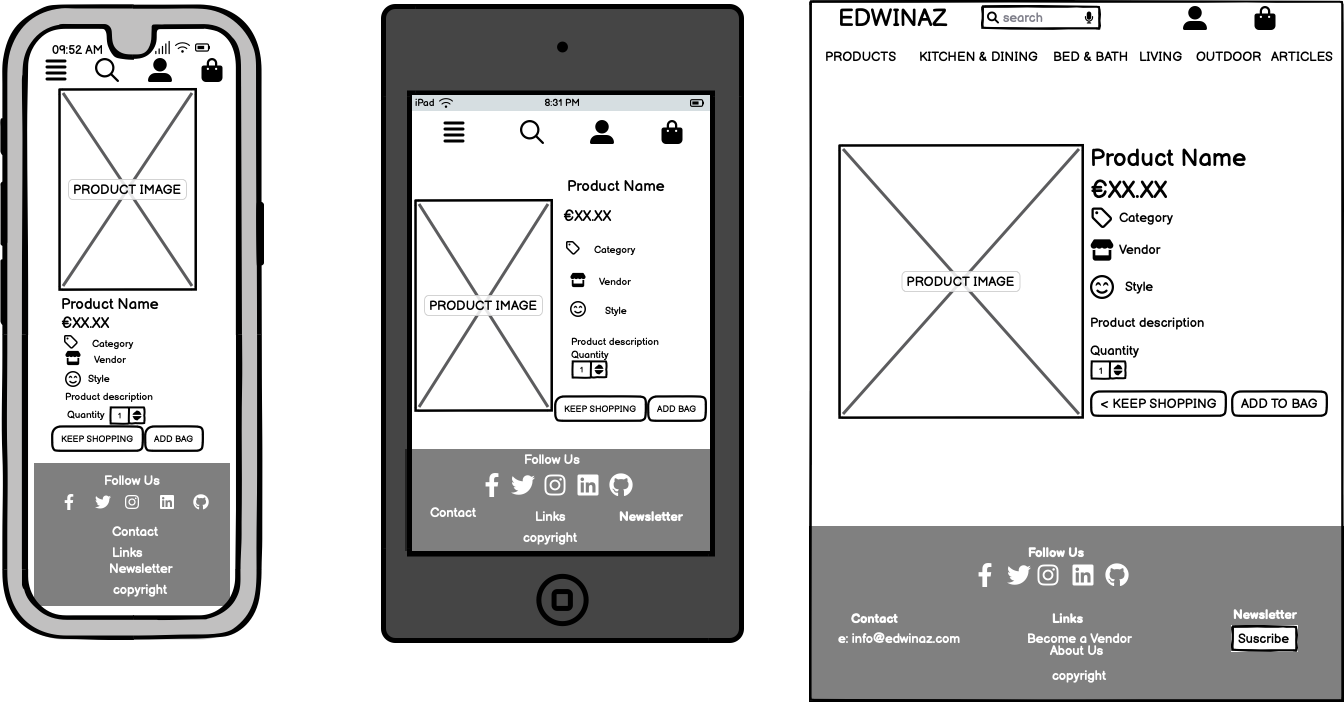 09:52 AM
PRODUCT IMAGE
Product Name
€XX.XX
Category
Vendor
Style
Product description
Quantity 1
KEEP SHOPPING ADD BAG
Follow Us
Contact
Links
Newsletter
copyright
iPad 8:31 PM
Product Name
€XX.XX
Category
Vendor
PRODUCT IMAGE
Style
Product description
Quantity
1
KEEP SHOPPING ADD BAG
Follow Us
Contact Links Newsletter
copyright
EDWINAZ search
PRODUCTS KITCHEN & DINING BED & BATH LIVING OUTDOOR ARTICLES
Product Name
€XX.XX
Category
Vendor
PRODUCT IMAGE
Style
Product description
Quantity
1
< KEEP SHOPPING ADD TO BAG
Follow Us
Contact Links Newsletter
e: info@edwinaz.com Become a Vendor Suscribe
About Us
copyright